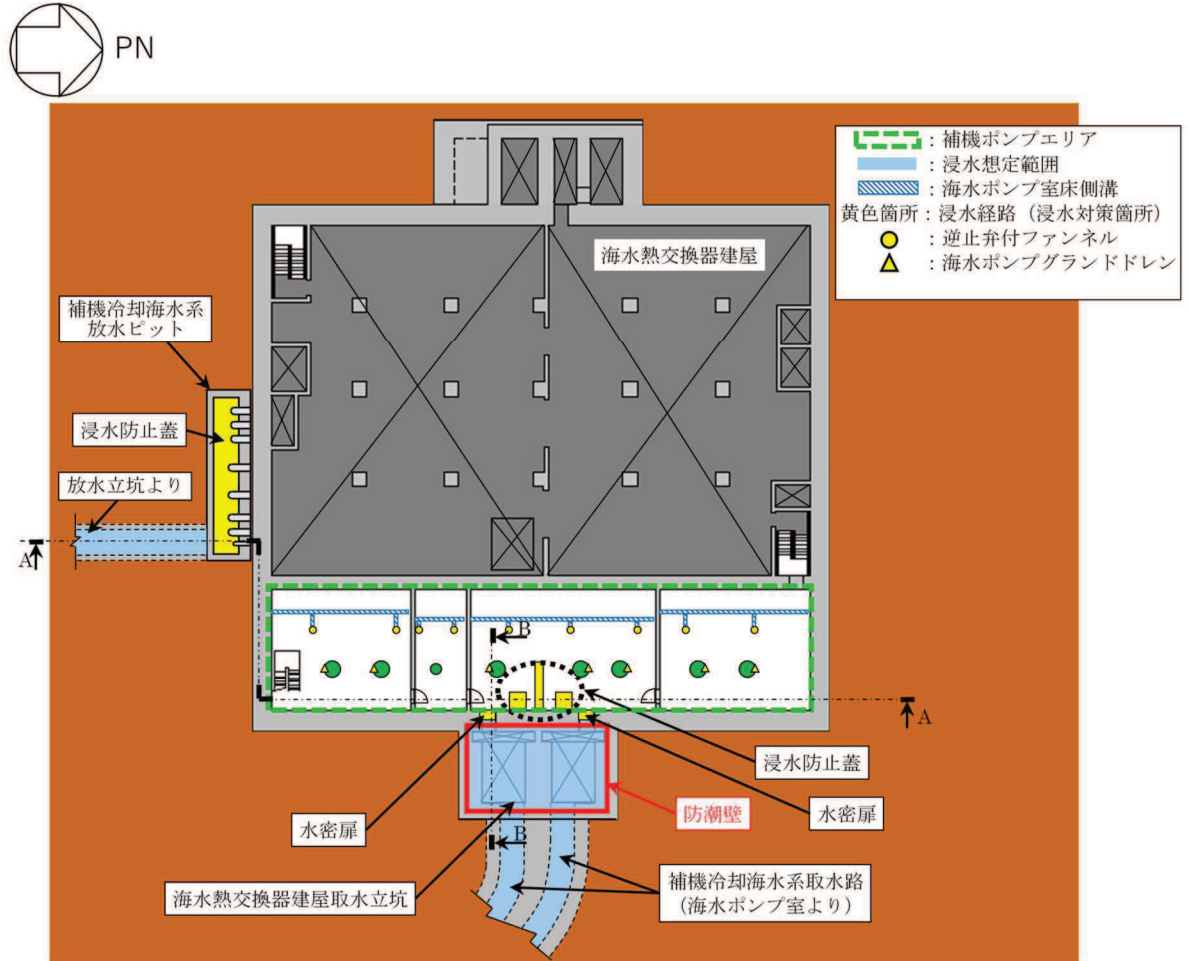 PN
：補機ポンプエリア
：浸水想定範囲
：海水ポンプ室床側溝
黄色箇所：浸水経路（浸水対策箇所）
：逆止弁付ファンネル
：海水ポンプグランドドレン
海水熱交換器建屋
補機冷却海水系
放水ピット
浸水防止蓋
放水立坑より
A
B
A
浸水防止蓋
水密扉
防潮壁
水密扉
B
海水熱交換器建屋取水立坑
補機冷却海水系取水路
（海水ポンプ室より）